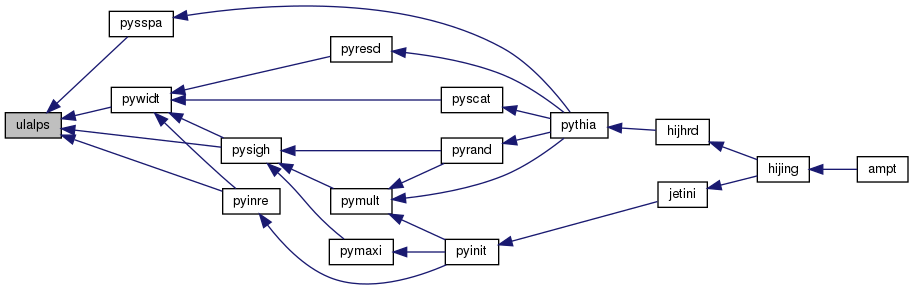 pysspa
pyresd
pywidt
pyscat
ulalps
pythia
hijhrd
pysigh
pyrand
hijing
ampt
pyinre
pymult
jetini
pymaxi
pyinit